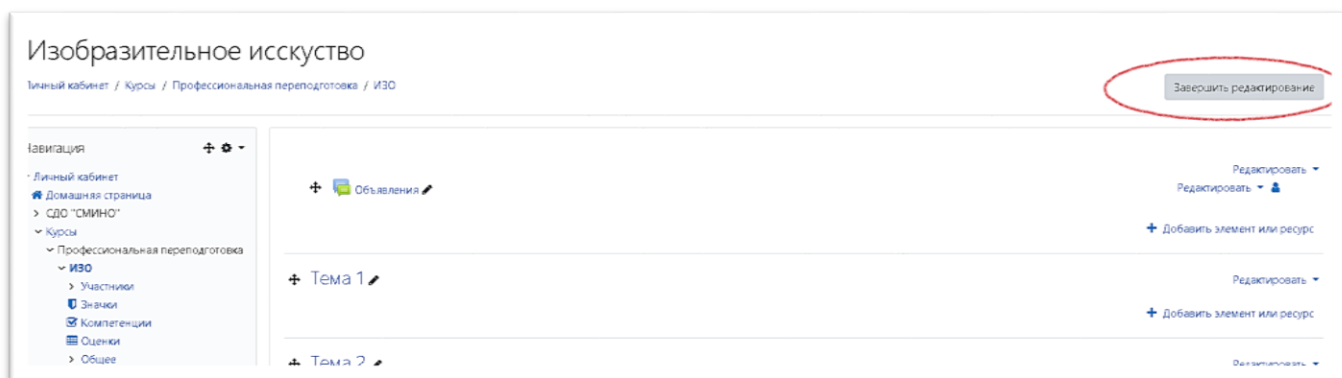 Изобразительное исскуство
Личный кабинет / Курсы / Профессиональная переподготовка / ИЗО
Завершить редактирование
Навигация
Личный кабинет
Домашняя страница
СДО "СМИНО"
Курсы
Профессиональная переподготовка
ИЗО
Участники
Значки
Компетенции
Оценки
Общее
Объявления
Редактировать
Редактировать
Добавить элемент или ресурс
Тема 1
Редактировать
Добавить элемент или ресурс
Тема 2
Редактировать